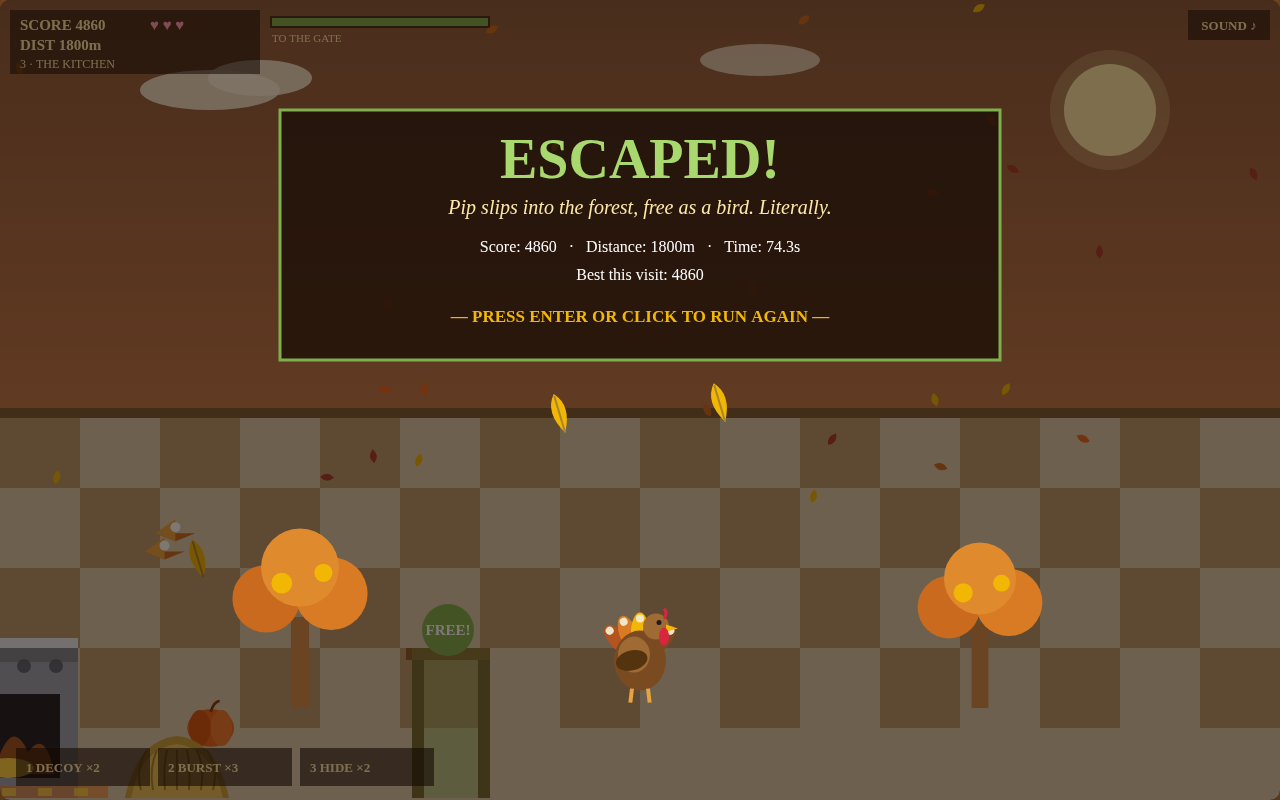 SCORE 4860 ♥ ♥ ♥
DIST 1800m
3 · THE KITCHEN
TO THE GATE
SOUND ♪
ESCAPED!
Pip slips into the forest, free as a bird. Literally.
Score: 4860 · Distance: 1800m · Time: 74.3s
Best this visit: 4860
— PRESS ENTER OR CLICK TO RUN AGAIN —
FREE!
1 DECOY ×2
2 BURST ×3
3 HIDE ×2